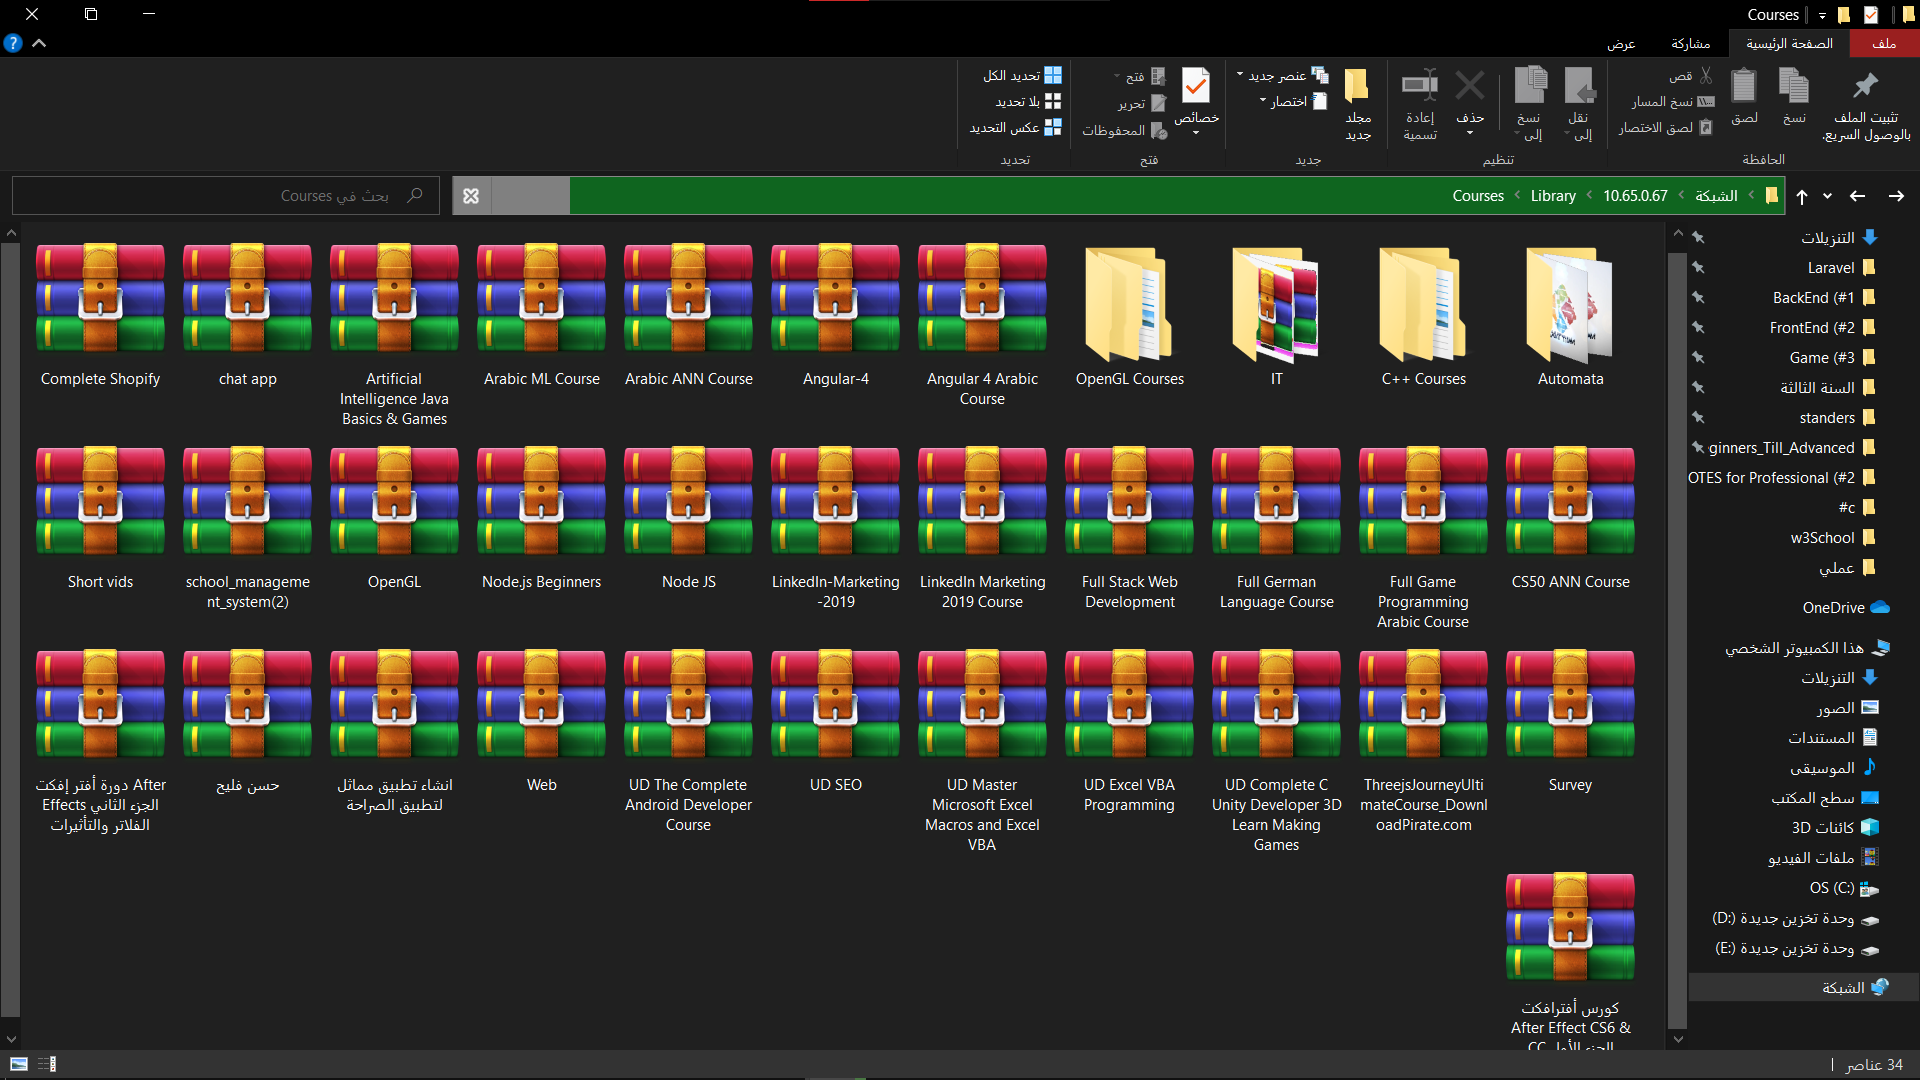 Courses
ملف
الصفحة الرئيسية
مشاركة
عرض
تثبيت الملف
بالوصول السريع.
نسخ
لصق
قص
نسخ المسار
لصق الاختصار
الحافظة
نقل
إلى
نسخ
إلى
حذف
إعادة
تسمية
تنظيم
مجلد
جديد
عنصر جديد
اختصار
جديد
خصائص
فتح
تحرير
المحفوظات
فتح
تحديد الكل
بلا تحديد
عكس التحديد
تحديد
الشبكة
10.65.0.67
Library
Courses
بحث في Courses
التنزيلات
Laravel
BackEnd (#1
FrontEnd (#2
Game (#3
السنة الثالثة
standers
ginners_Till_Advanced
OTES for Professional (#2
#c
w3School
عملي
OneDrive
هذا الكمبيوتر الشخصي
التنزيلات
الصور
المستندات
الموسيقى
سطح المكتب
كائنات 3D
ملفات الفيديو
OS (C:)
وحدة تخزين جديدة (D:)
وحدة تخزين جديدة (E:)
الشبكة
Automata
C++ Courses
IT
OpenGL Courses
Angular 4 Arabic
Course
Angular-4
Arabic ANN Course
Arabic ML Course
Artificial
Intelligence Java
Basics & Games
chat app
Complete Shopify
CS50 ANN Course
Full Game
Programming
Arabic Course
Full German
Language Course
Full Stack Web
Development
LinkedIn Marketing
2019 Course
LinkedIn-Marketing
-2019
Node JS
Node.js Beginners
OpenGL
school_manageme
nt_system(2)
Short vids
Survey
ThreejsJourneyUlti
mateCourse_Downl
oadPirate.com
UD Complete C
Unity Developer 3D
Learn Making
Games
UD Excel VBA
Programming
UD Master
Microsoft Excel
Macros and Excel
VBA
UD SEO
UD The Complete
Android Developer
Course
Web
انشاء تطبيق مماثل
لتطبيق الصراحة
حسن فليح
دورة أفتر إفكت After
Effects الجزء الثاني
الفلاتر والتأثيرات
كورس أفترافكت
After Effect CS6 &
CC الجزء الأول
34 عناصر